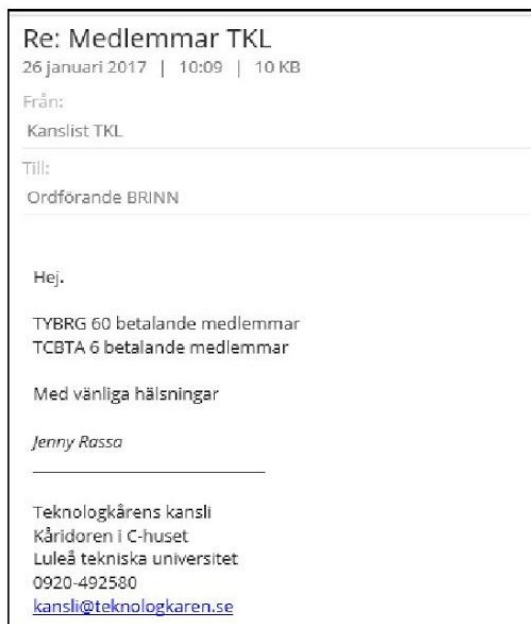 Re: Medlemmar TKL
26 januari 2017 | 10:09 | 10 KB
Från:
Kanslist TKL
Till:
Ordförande BRINN
Hej.
TYBRG 60 betalande medlemmar
TCBTA 6 betalande medlemmar
Med vänliga hälsningar
Jenny Rassa
Teknologkårens kansli
Kåridoren i C-huset
Luleå tekniska universitet
0920-492580
kansli@teknologkaren.se